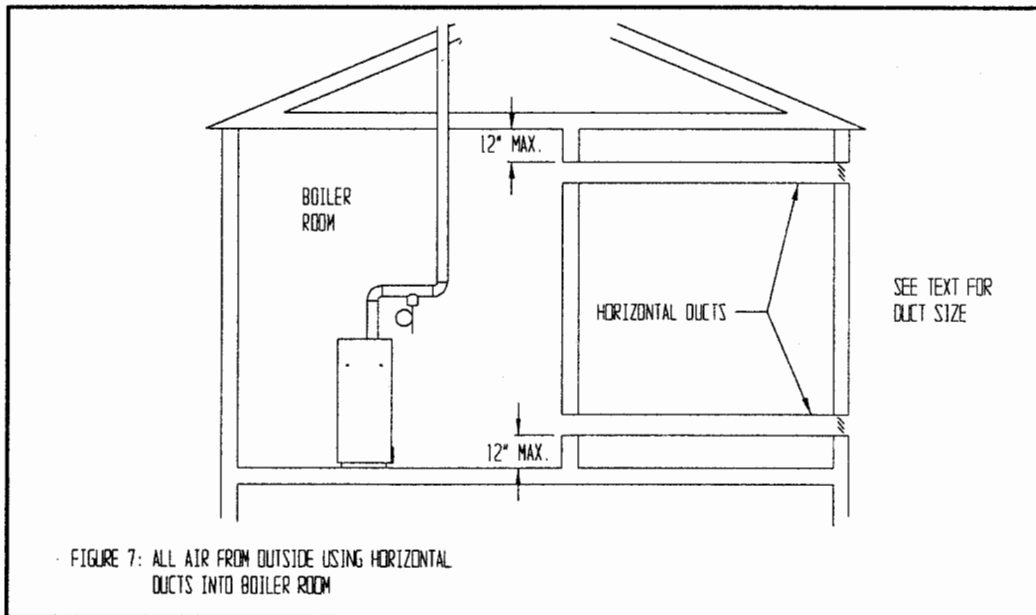 12" MAX.
BOILER
ROOM
HORIZONTAL DUCTS
SEE TEXT FOR
DUCT SIZE
12" MAX.
FIGURE 7: ALL AIR FROM OUTSIDE USING HORIZONTAL
DUCTS INTO BOILER ROOM